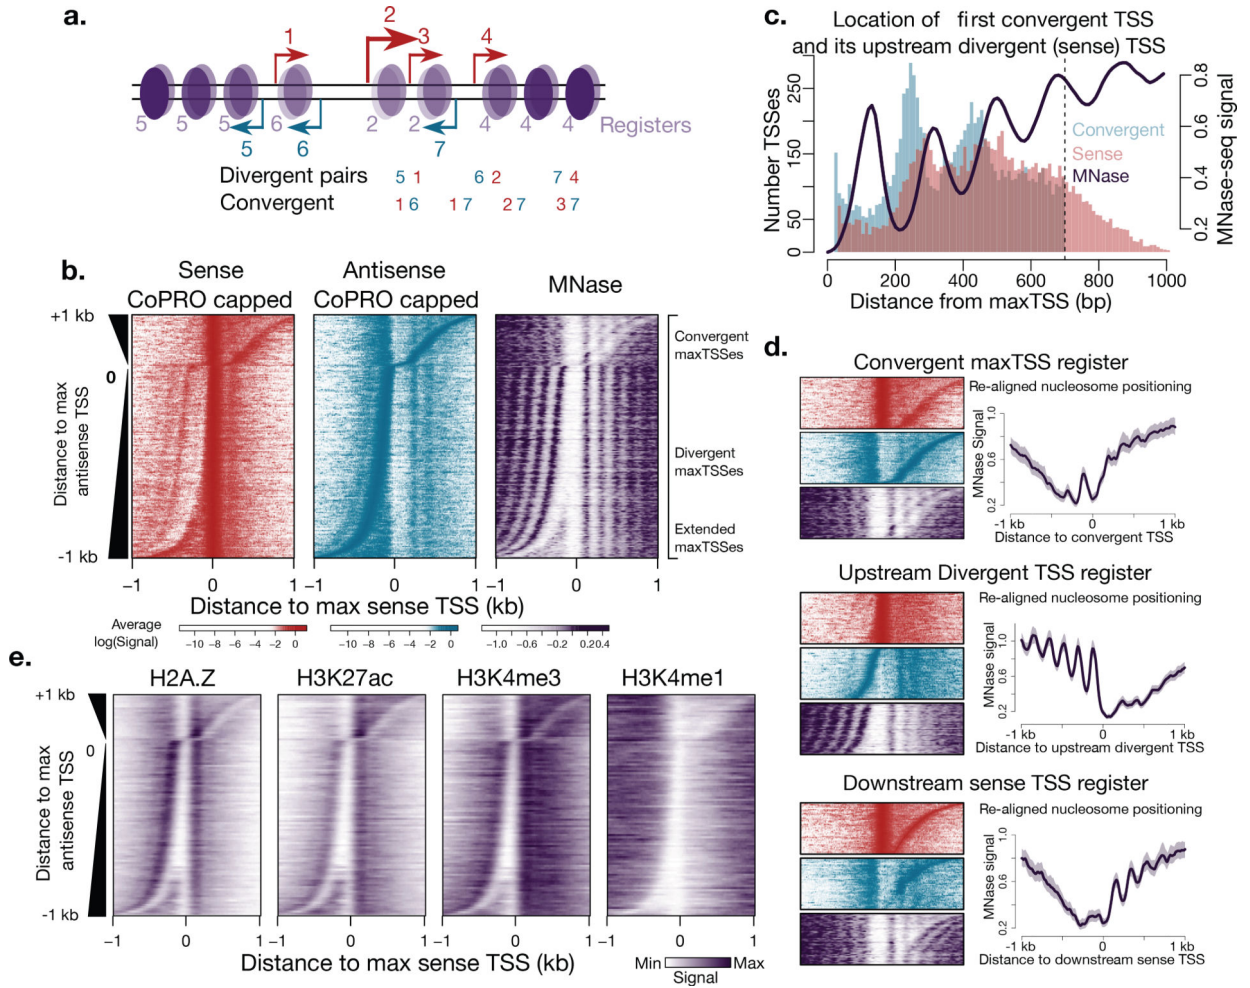 a.
1
2
3
4
5
5
5
6
2
2
4
4
4
Registers
5
6
7
Divergent pairs 5 1 6 2 7 4
Convergent 1 6 1 7 2 7 3 7
b.
Sense
CoPRO capped
Antisense
CoPRO capped
MNase
+1 kb
0
-1 kb
Distance to max
antisense TSS
Convergent
maxTSSes
Divergent
maxTSSes
Extended
maxTSSes
−1 0 1
−1 0 1
−1 0 1
Distance to max sense TSS (kb)
Average
log(Signal)
−10 −8 −6 −4 −2 0
−10 −8 −6 −4 −2 0
−1.0 −0.6 −0.2 0.0 0.2 0.4
c.
Location of first convergent TSS
and its upstream divergent (sense) TSS
Number TSSes
0 50 150 250
MNase-seq signal
0.2 0.4 0.6 0.8
Convergent
Sense
MNase
0 200 400 600 800 1000
Distance from maxTSS (bp)
d.
Convergent maxTSS register
Re-aligned nucleosome positioning
MNase Signal
0.2 0.6 1.0
-1 kb 0 1 kb
Distance to convergent TSS
Upstream Divergent TSS register
Re-aligned nucleosome positioning
MNase signal
0.2 0.6 1.0
-1 kb 0 1 kb
Distance to upstream divergent TSS
Downstream sense TSS register
Re-aligned nucleosome positioning
MNase signal
0.2 0.6 1.0
-1 kb 0 1 kb
Distance to downstream sense TSS
e.
H2A.Z
H3K27ac
H3K4me3
H3K4me1
+1 kb
0
-1 kb
Distance to max
antisense TSS
−1 0 1
−1 0 1
−1 0 1
−1 0 1
Distance to max sense TSS (kb)
Min Max
Signal